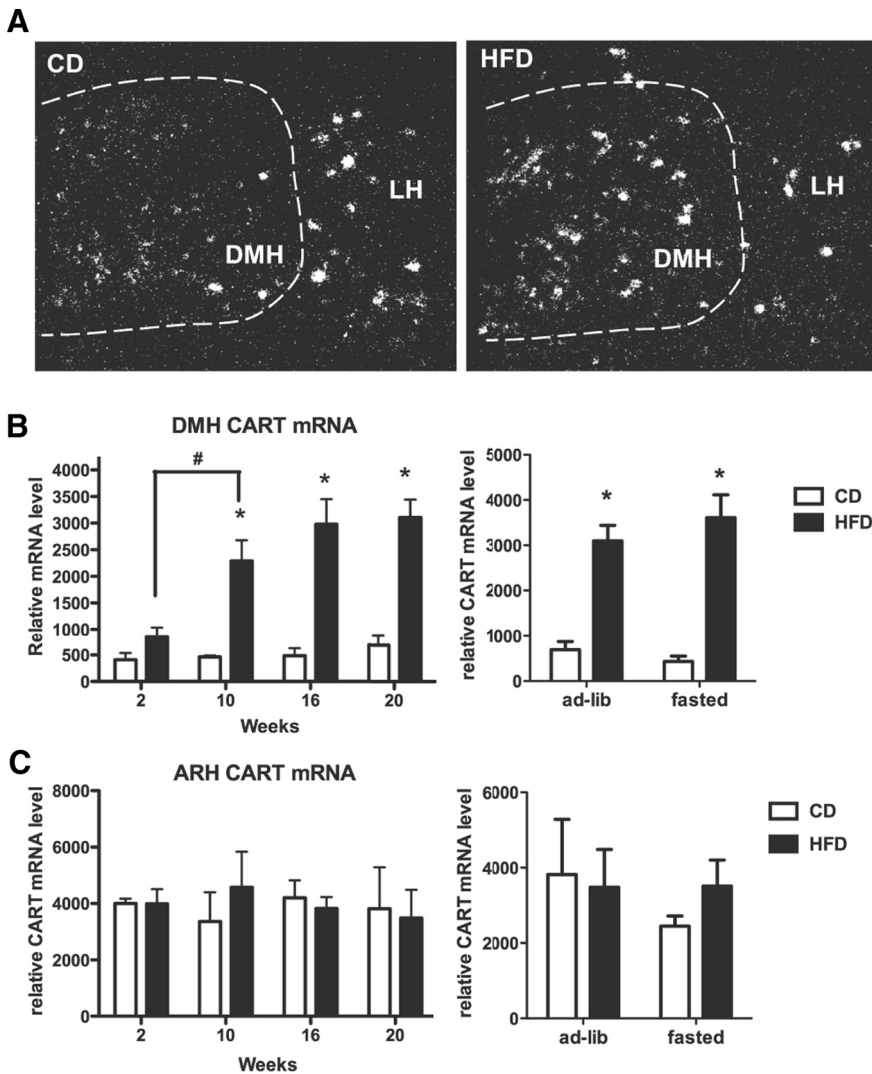 A
CD
LH
DMH
HFD
LH
DMH
B
DMH CART mRNA
Relative mRNA level
4000
3500
3000
2500
2000
1500
1000
500
0
#
*
*
*
2 10 16 20
Weeks
relative CART mRNA level
5000
4000
3000
2000
1000
0
*
*
ad-lib fasted
CD
HFD
C
ARH CART mRNA
relative CART mRNA level
8000
6000
4000
2000
0
2 10 16 20
Weeks
relative CART mRNA level
6000
4000
2000
0
ad-lib fasted
CD
HFD